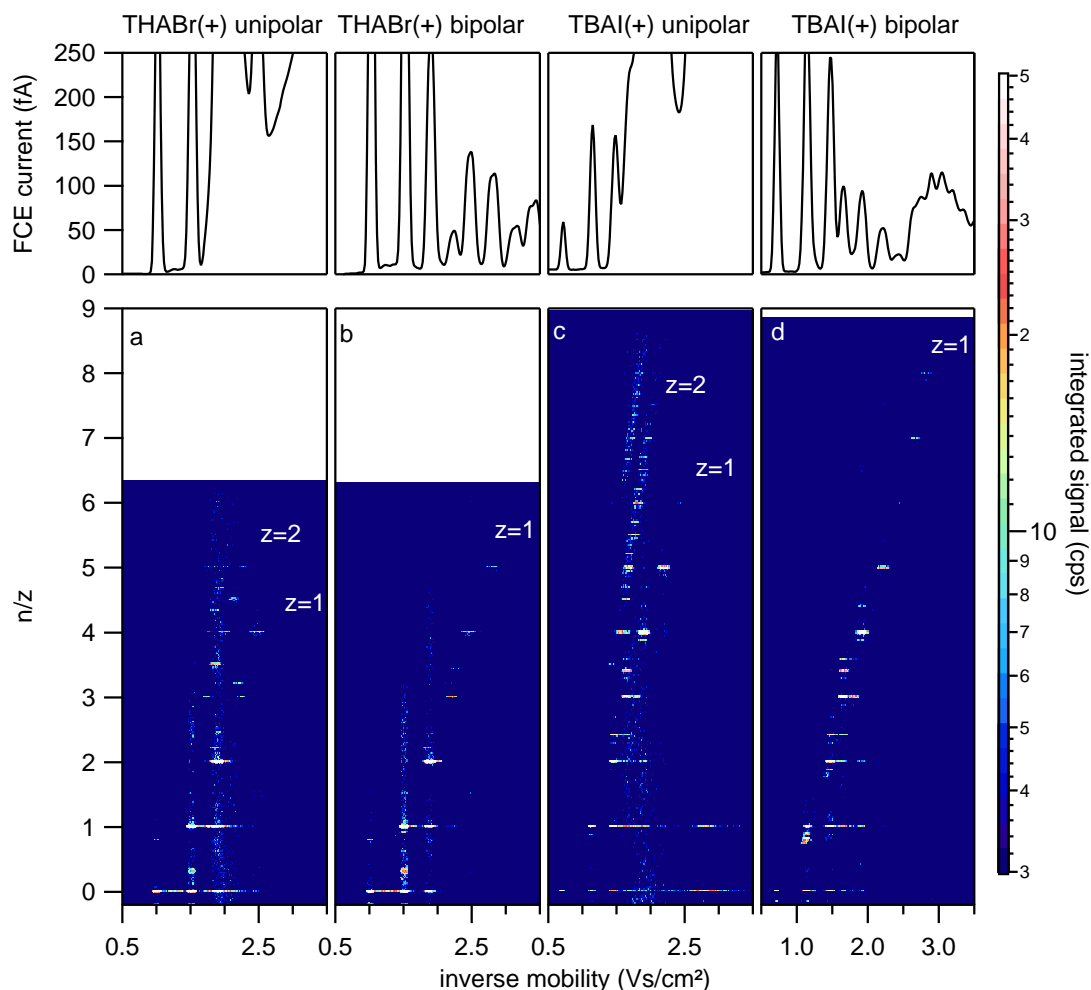 THABr(+) unipolar THABr(+) bipolar TBAI(+) unipolar TBAI(+) bipolar
FCE current (fA)
250
200
150
100
50
0
5
4
3
2
10
9
8
7
6
5
4
3
integrated signal (cps)
n/z
9
8
7
6
5
4
3
2
1
0
a
z=2
z=1
b
z=1
c
z=2
z=1
d
z=1
0.5 2.5 0.5 2.5 0.5 2.5 1.0 2.0 3.0
inverse mobility (Vs/cm²)